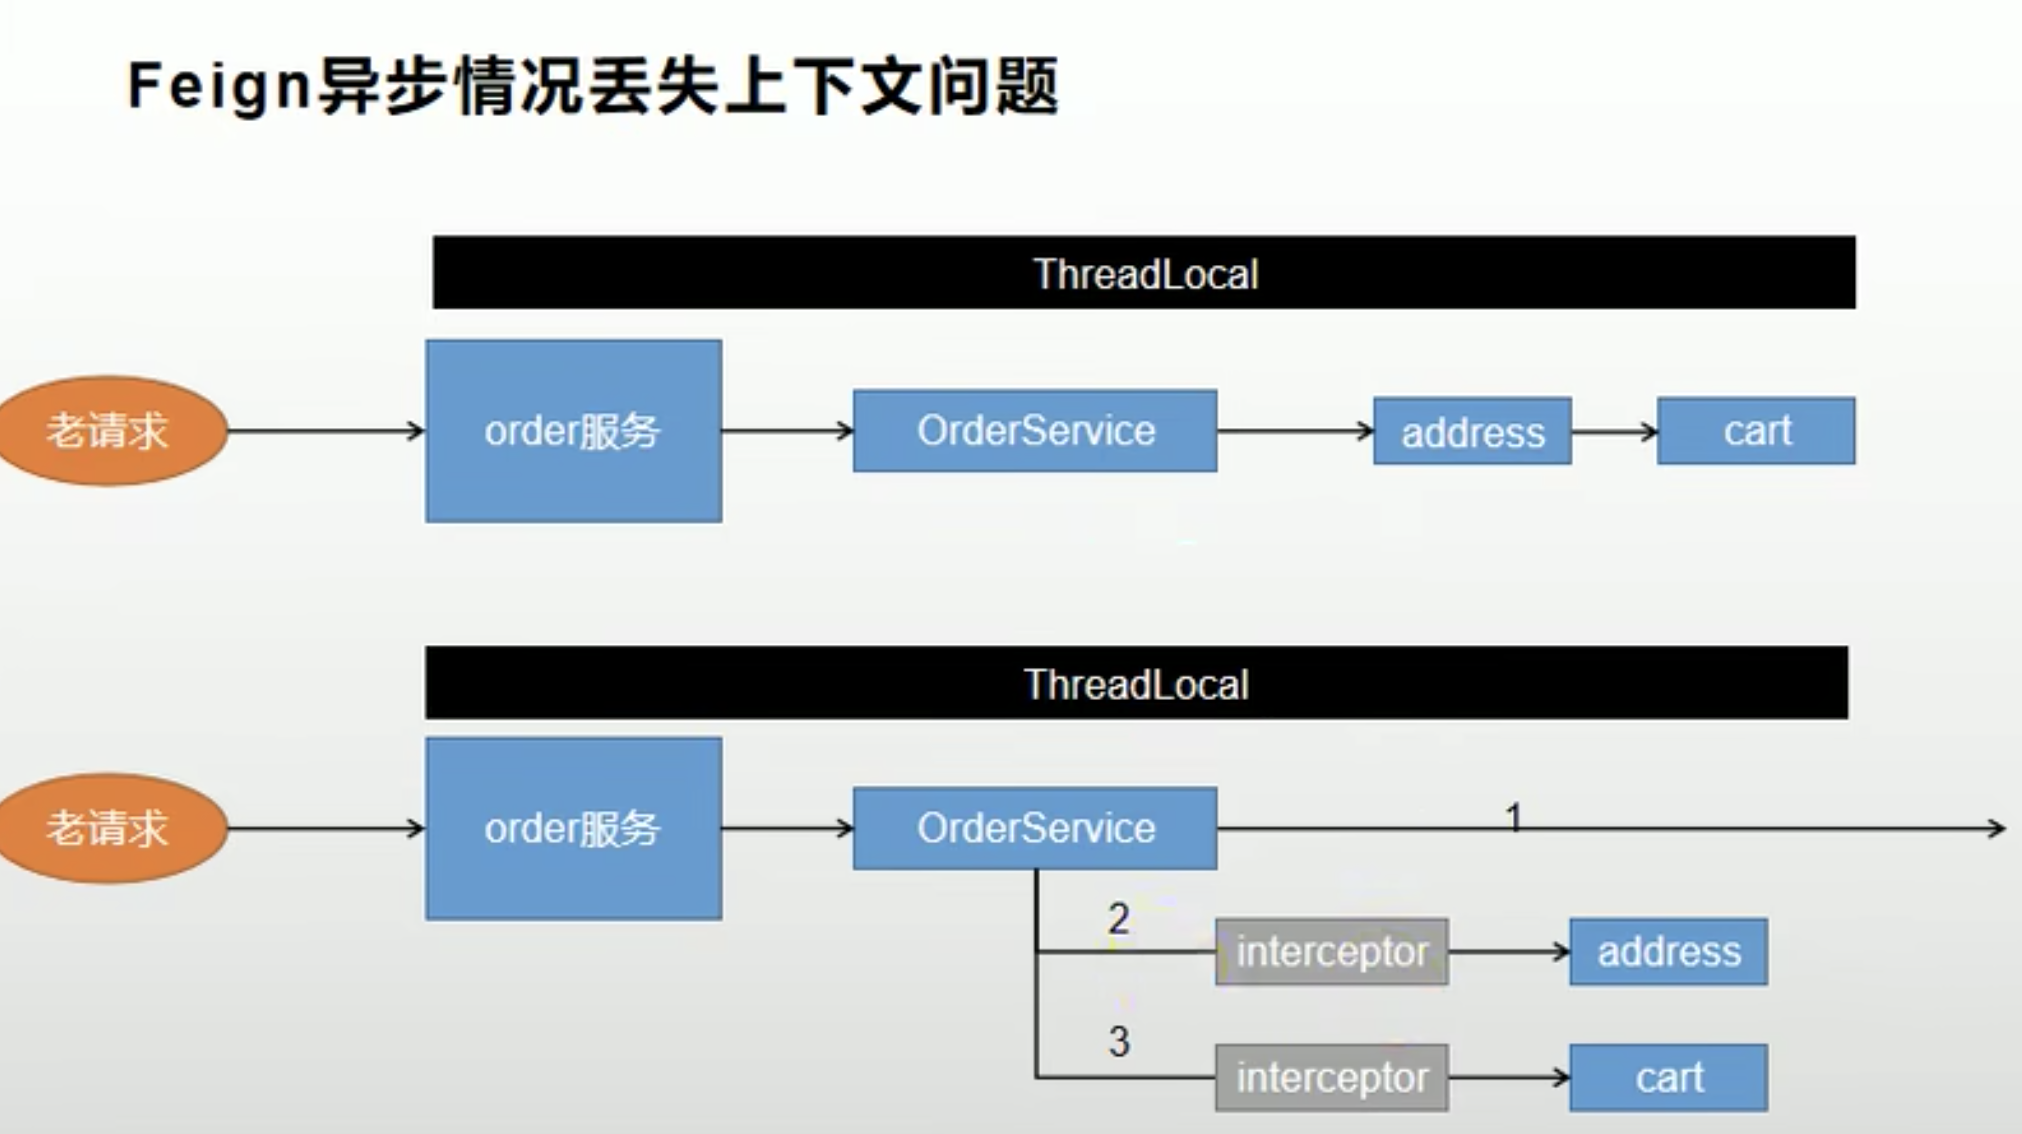 Feign异步情况丢失上下文问题
ThreadLocal
老请求
order服务
OrderService
address
cart
ThreadLocal
老请求
order服务
OrderService
1
2
interceptor
address
3
interceptor
cart